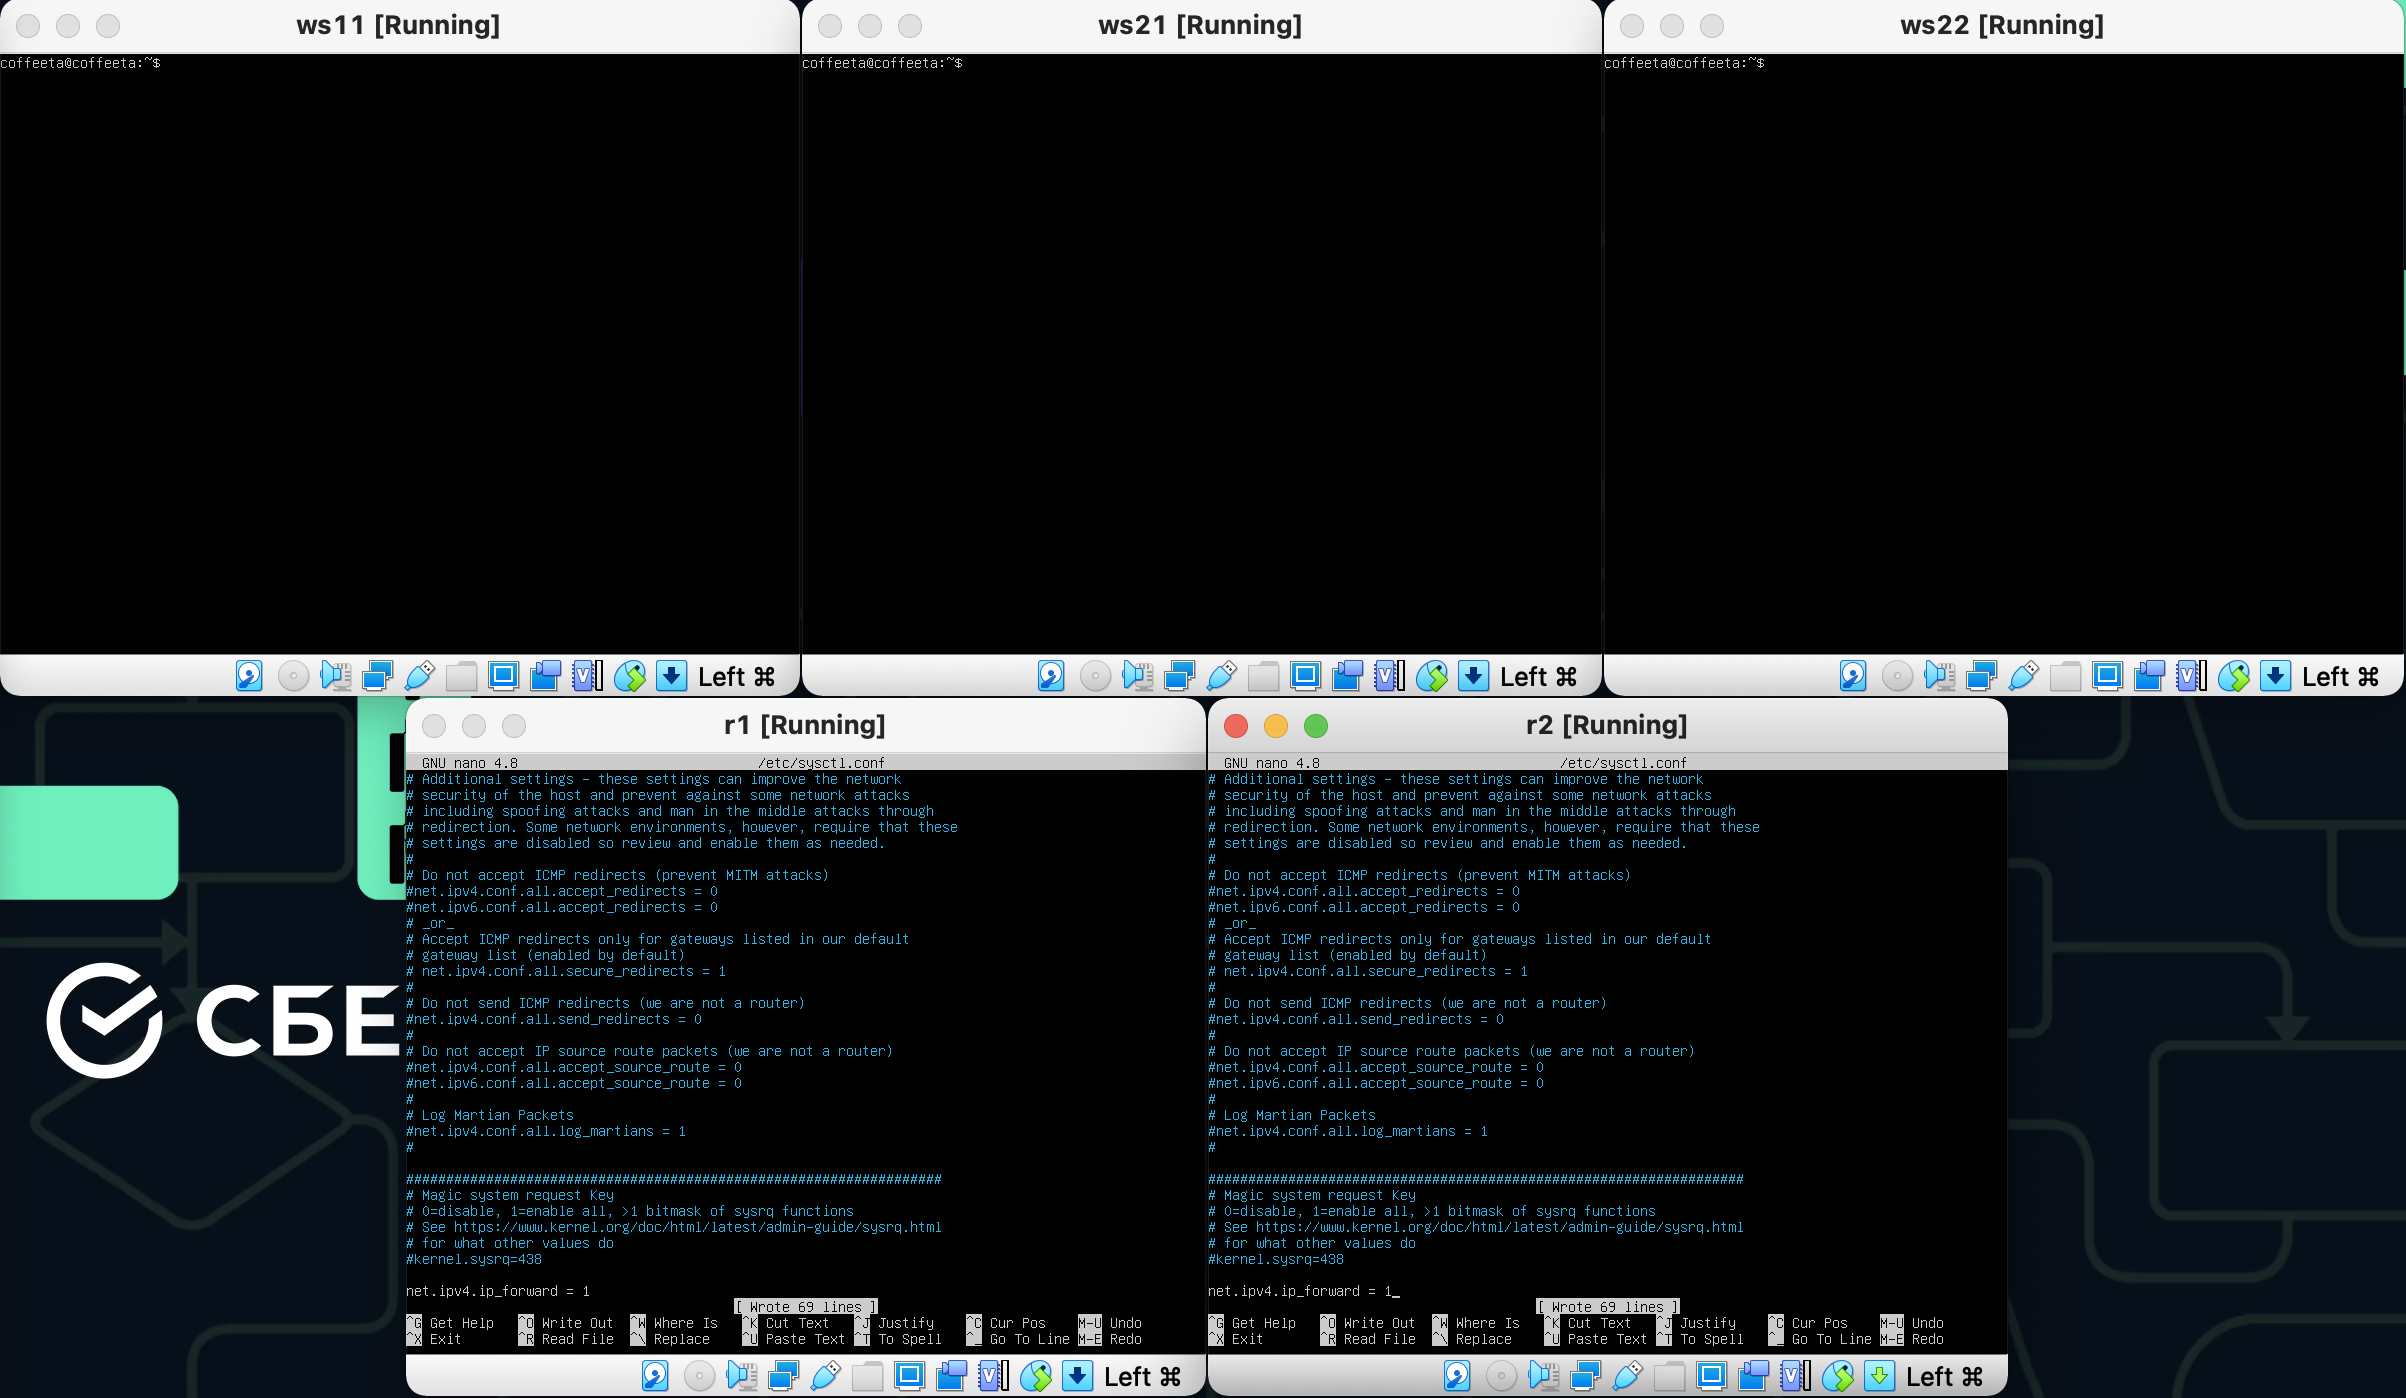 ws11 [Running]
coffeeta@coffeeta:~$
Left ⌘
ws21 [Running]
coffeeta@coffeeta:~$
Left ⌘
ws22 [Running]
coffeeta@coffeeta:~$
Left ⌘
СБЕ
r1 [Running]
GNU nano 4.8 /etc/sysctl.conf
# Additional settings - these settings can improve the network
# security of the host and prevent against some network attacks
# including spoofing attacks and man in the middle attacks through
# redirection. Some network environments, however, require that these
# settings are disabled so review and enable them as needed.
#
# Do not accept ICMP redirects (prevent MITM attacks)
#net.ipv4.conf.all.accept_redirects = 0
#net.ipv6.conf.all.accept_redirects = 0
# _or_
# Accept ICMP redirects only for gateways listed in our default
# gateway list (enabled by default)
# net.ipv4.conf.all.secure_redirects = 1
#
# Do not send ICMP redirects (we are not a router)
#net.ipv4.conf.all.send_redirects = 0
#
# Do not accept IP source route packets (we are not a router)
#net.ipv4.conf.all.accept_source_route = 0
#net.ipv6.conf.all.accept_source_route = 0
#
# Log Martian Packets
#net.ipv4.conf.all.log_martians = 1
#
###################################################################
# Magic system request Key
# 0=disable, 1=enable all, >1 bitmask of sysrq functions
# See https://www.kernel.org/doc/html/latest/admin-guide/sysrq.html
# for what other values do
#kernel.sysrq=438
net.ipv4.ip_forward = 1
[ Wrote 69 lines ]
^G Get Help ^O Write Out ^W Where Is ^K Cut Text ^J Justify ^C Cur Pos M-U Undo
^X Exit ^R Read File ^\ Replace ^U Paste Text ^T To Spell ^_ Go To Line M-E Redo
Left ⌘
r2 [Running]
GNU nano 4.8 /etc/sysctl.conf
# Additional settings - these settings can improve the network
# security of the host and prevent against some network attacks
# including spoofing attacks and man in the middle attacks through
# redirection. Some network environments, however, require that these
# settings are disabled so review and enable them as needed.
#
# Do not accept ICMP redirects (prevent MITM attacks)
#net.ipv4.conf.all.accept_redirects = 0
#net.ipv6.conf.all.accept_redirects = 0
# _or_
# Accept ICMP redirects only for gateways listed in our default
# gateway list (enabled by default)
# net.ipv4.conf.all.secure_redirects = 1
#
# Do not send ICMP redirects (we are not a router)
#net.ipv4.conf.all.send_redirects = 0
#
# Do not accept IP source route packets (we are not a router)
#net.ipv4.conf.all.accept_source_route = 0
#net.ipv6.conf.all.accept_source_route = 0
#
# Log Martian Packets
#net.ipv4.conf.all.log_martians = 1
#
###################################################################
# Magic system request Key
# 0=disable, 1=enable all, >1 bitmask of sysrq functions
# See https://www.kernel.org/doc/html/latest/admin-guide/sysrq.html
# for what other values do
#kernel.sysrq=438
net.ipv4.ip_forward = 1_
[ Wrote 69 lines ]
^G Get Help ^O Write Out ^W Where Is ^K Cut Text ^J Justify ^C Cur Pos M-U Undo
^X Exit ^R Read File ^\ Replace ^U Paste Text ^T To Spell ^_ Go To Line M-E Redo
Left ⌘